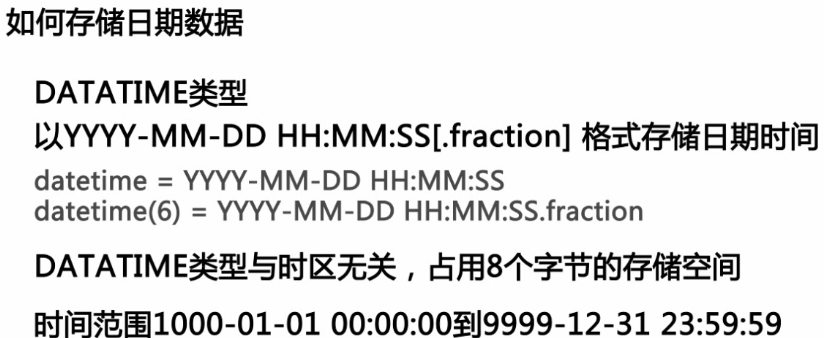 如何存储日期数据
DATATIME类型
以YYYY-MM-DD HH:MM:SS[.fraction] 格式存储日期时间
datetime = YYYY-MM-DD HH:MM:SS
datetime(6) = YYYY-MM-DD HH:MM:SS.fraction
DATATIME类型与时区无关，占用8个字节的存储空间
时间范围1000-01-01 00:00:00到9999-12-31 23:59:59